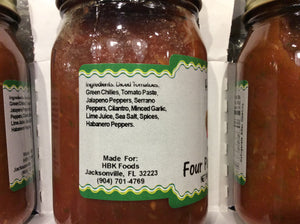 Ingredients: Diced Tomatoes,
Green Chilies, Tomato Paste,
Jalapeno Peppers, Serrano
Peppers, Cilantro, Minced Garlic,
Lime Juice, Sea Salt, Spices,
Habanero Peppers.
Made For:
HBK Foods
Jacksonville, FL 32223
(904) 701-4769
Four